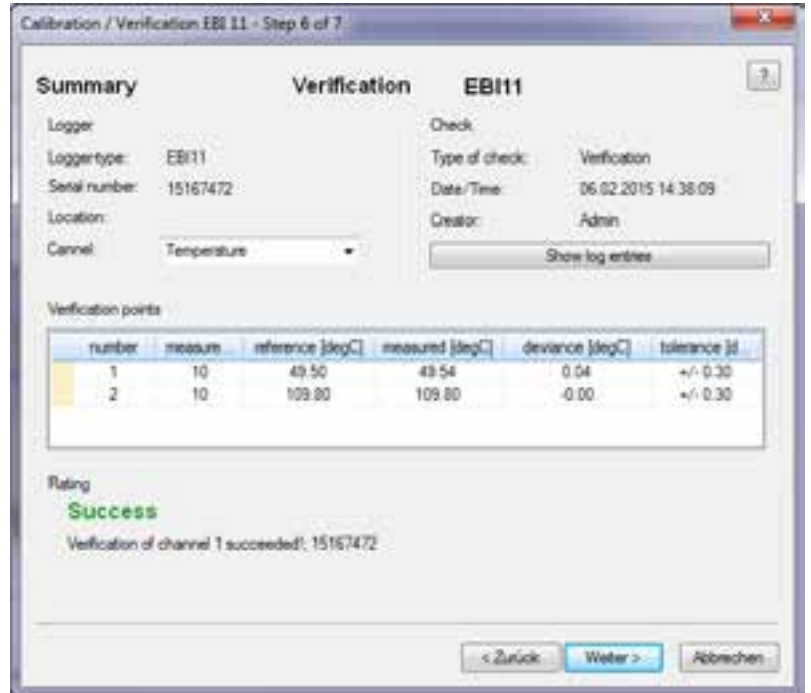 Calibration / Verification EBI 11 - Step 6 of 7
Summary Verification EBI11
?
Logger
Loggertype: EBI11
Serial number: 15167472
Location:
Cannel: Temperature
Check
Type of check: Verification
Date/Time: 06.02.2015 14:38:09
Creator: Admin
Show log entries
Verification points
number measure... reference [degC] measured [degC] deviance [degC] tolerance [d...
1 10 49.50 49.54 0.04 +/- 0.30
2 10 109.80 109.80 -0.00 +/- 0.30
Rating
Success
Verification of channel 1 succeeded!; 15167472
< Zurück Weiter > Abbrechen